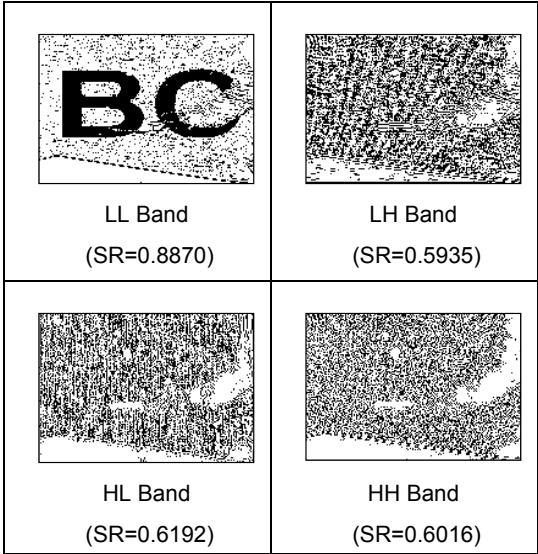 BC
LL Band
(SR=0.8870)
LH Band
(SR=0.5935)
HL Band
(SR=0.6192)
HH Band
(SR=0.6016)